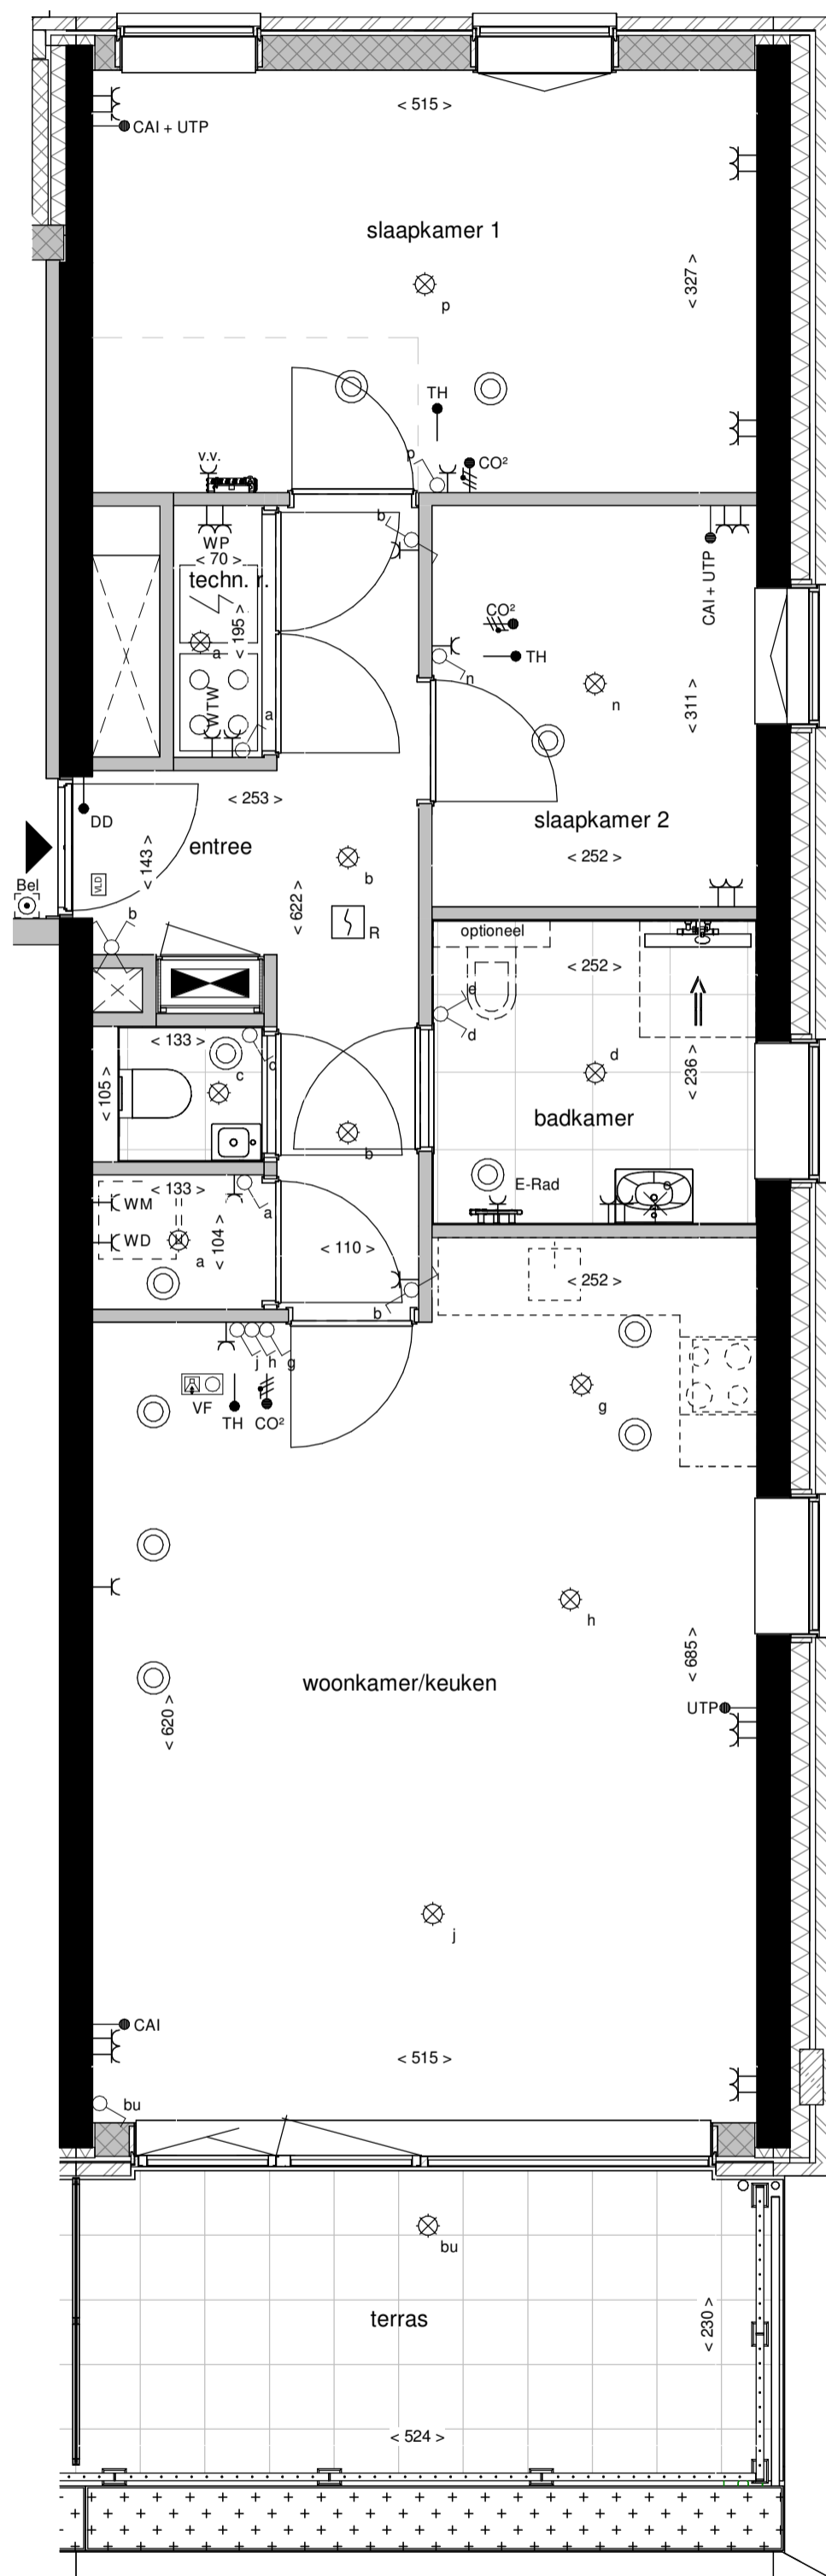 < 515 >
CAI + UTP
slaapkamer 1
< 327 >
p
TH
p
CO²
v.v.
b
WP
< 70 >
techn. r.
< 195 >
a
WTW
a
CAI + UTP
CO²
TH
n
n
< 311 >
< 253 >
DD
slaapkamer 2
entree
< 143 >
< 252 >
b
VLD
Bel
b
< 622 >
R
optioneel
< 252 >
e
d
d
< 236 >
< 133 >
c
c
< 105 >
badkamer
b
E-Rad
e
< 133 >
WM
a
WD
a
< 104 >
< 110 >
< 252 >
b
j h g
VF
TH
CO²
g
h
< 685 >
woonkamer/keuken
UTP
< 620 >
j
CAI
< 515 >
bu
bu
terras
< 230 >
< 524 >